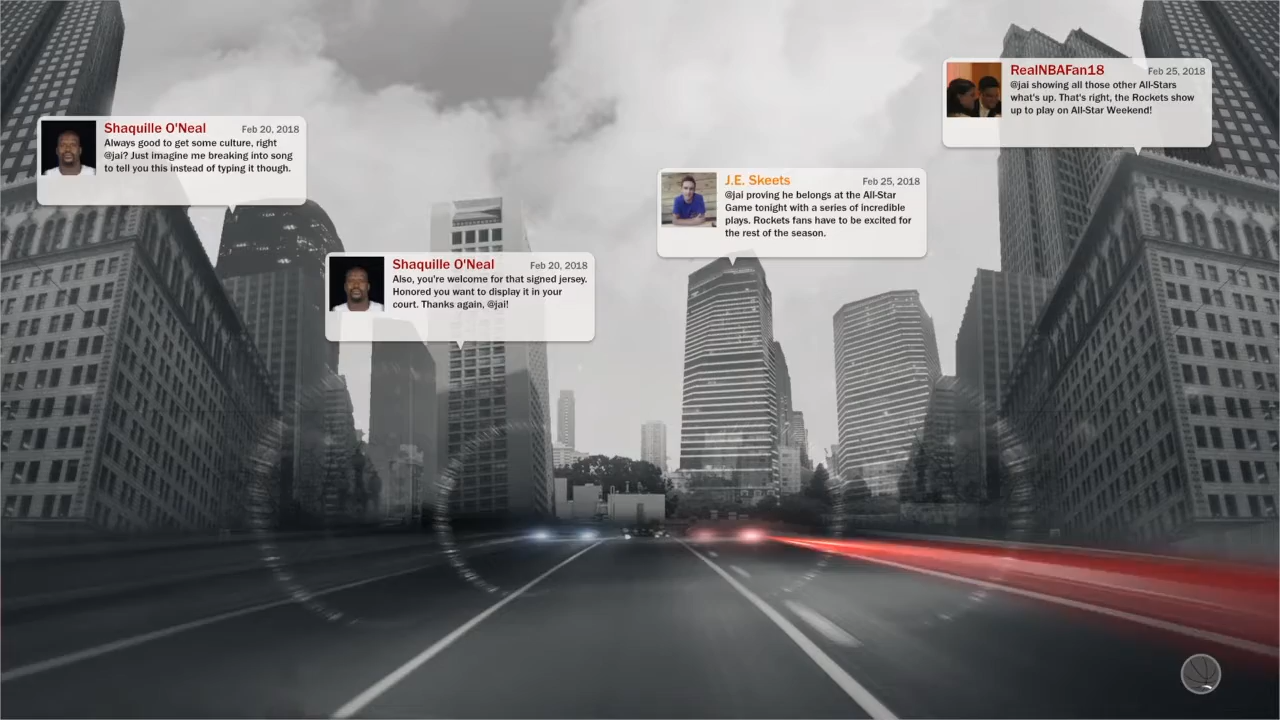 Shaquille O'Neal Feb 20, 2018
Always good to get some culture, right
@jai? Just imagine me breaking into song
to tell you this instead of typing it though.
Shaquille O'Neal Feb 20, 2018
Also, you're welcome for that signed jersey.
Honored you want to display it in your
court. Thanks again, @jai!
J.E. Skeets Feb 25, 2018
@jai proving he belongs at the All-Star
Game tonight with a series of incredible
plays. Rockets fans have to be excited for
the rest of the season.
RealNBAFan18 Feb 25, 2018
@jai showing all those other All-Stars
what's up. That's right, the Rockets show
up to play on All-Star Weekend!